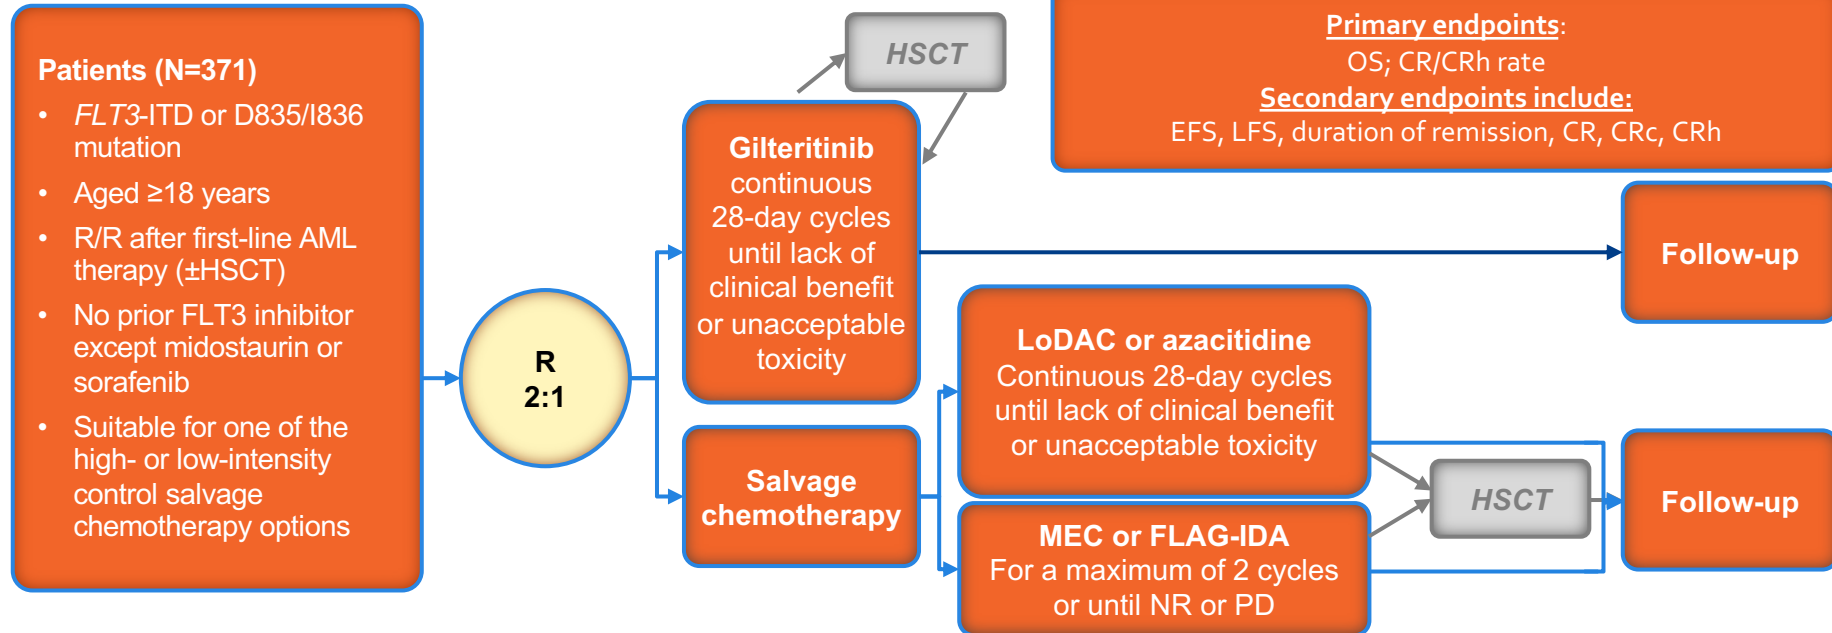 Patients (N=371)
• FLT3-ITD or D835/I836
mutation
• Aged ≥18 years
• R/R after first-line AML
therapy (±HSCT)
• No prior FLT3 inhibitor
except midostaurin or
sorafenib
• Suitable for one of the
high- or low-intensity
control salvage
chemotherapy options
R
2:1
HSCT
Gilteritinib
continuous
28-day cycles
until lack of
clinical benefit
or unacceptable
toxicity
Salvage
chemotherapy
LoDAC or azacitidine
Continuous 28-day cycles
until lack of clinical benefit
or unacceptable toxicity
MEC or FLAG-IDA
For a maximum of 2 cycles
or until NR or PD
HSCT
Primary endpoints:
OS; CR/CRh rate
Secondary endpoints include:
EFS, LFS, duration of remission, CR, CRc, CRh
Follow-up
Follow-up